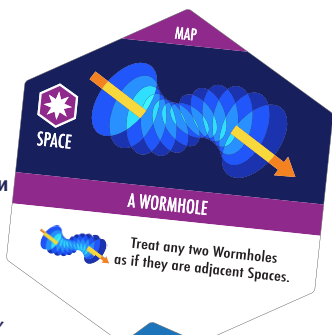 MAP
SPACE
A WORMHOLE
Treat any two Wormholes
as if they are adjacent Spaces.